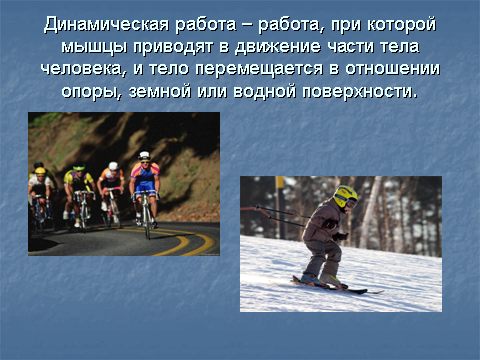 Динамическая работа – работа, при которой
мышцы приводят в движение части тела
человека, и тело перемещается в отношении
опоры, земной или водной поверхности.